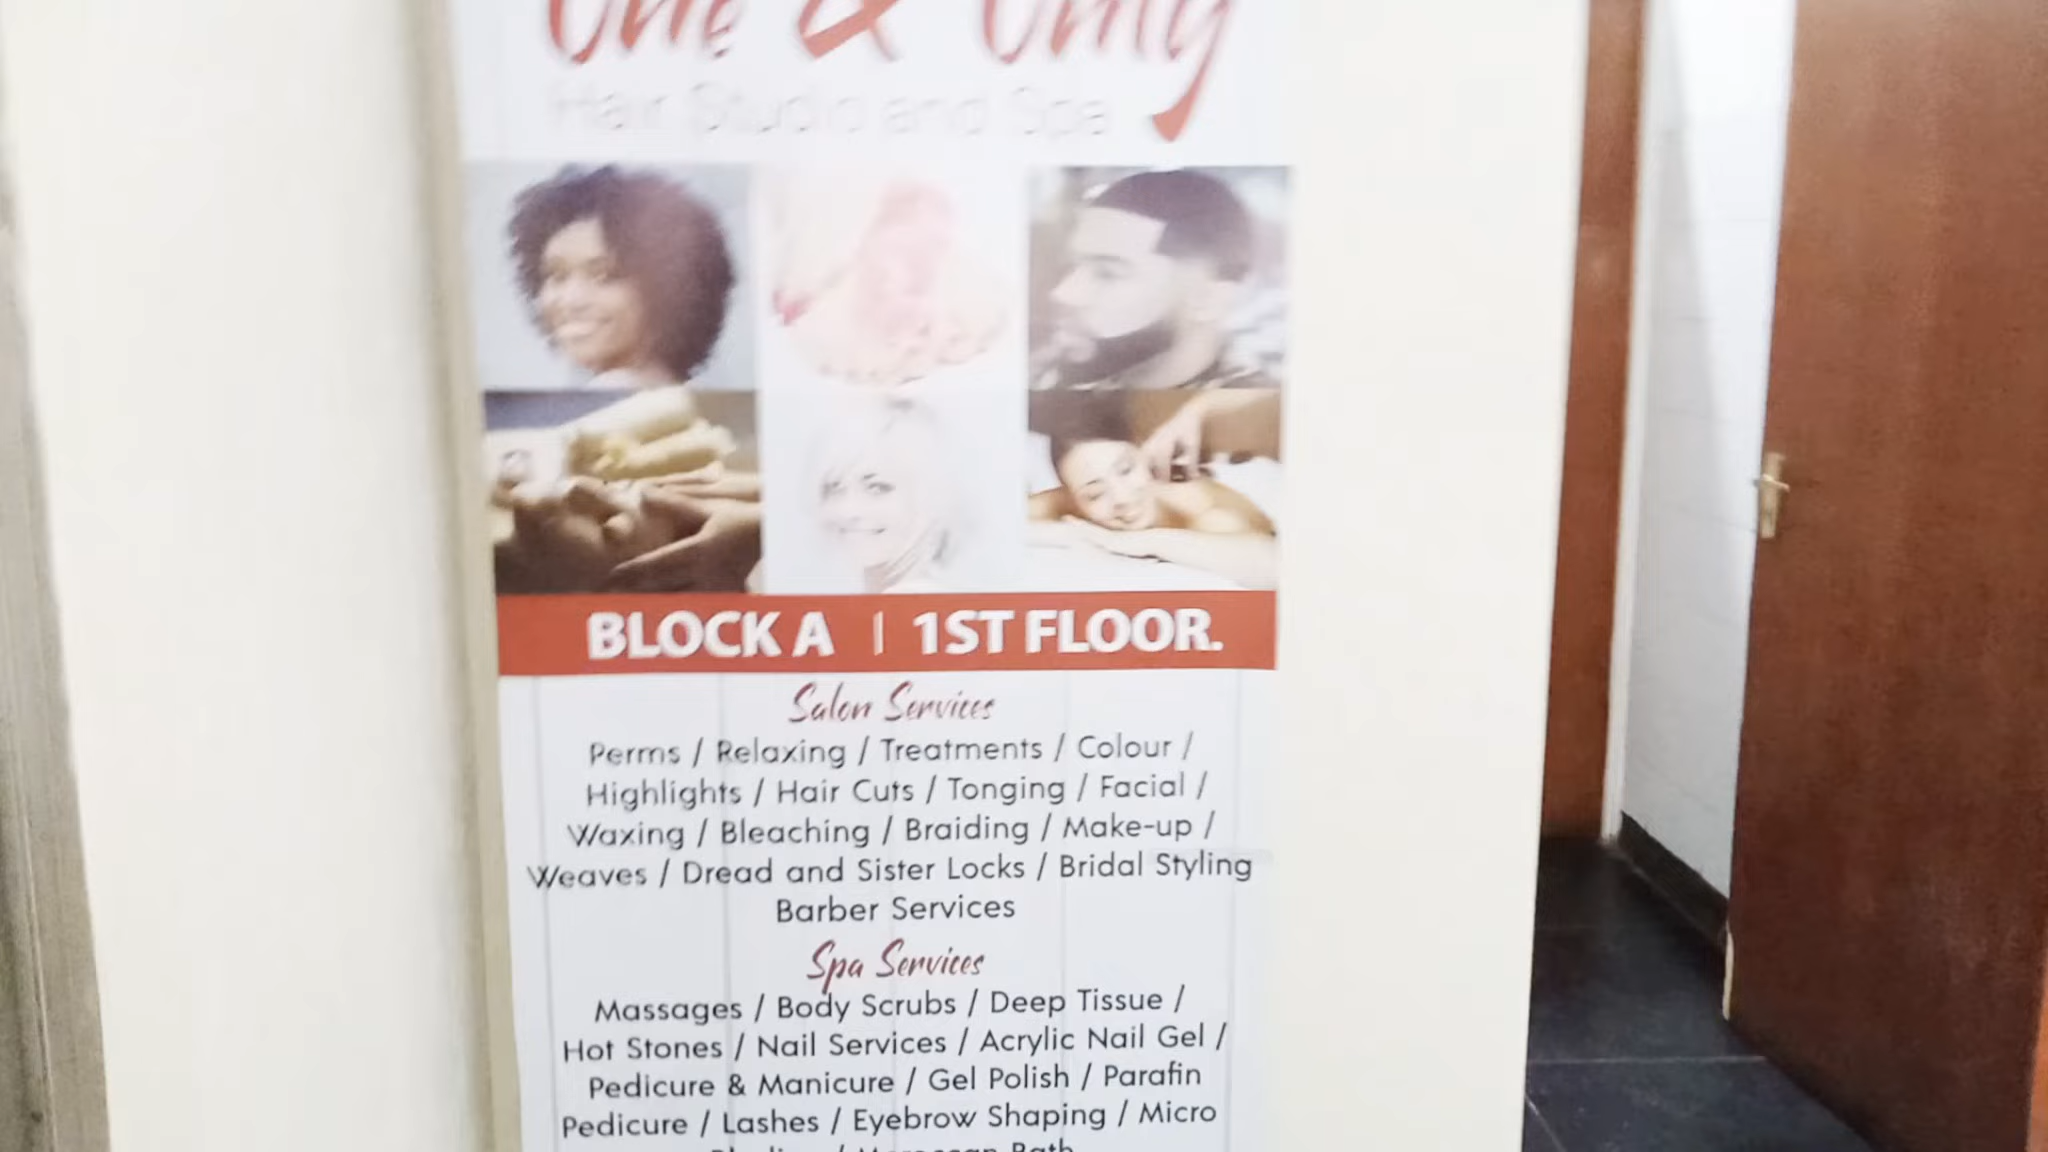 One & Only
Hair Studio and Spa
BLOCK A | 1ST FLOOR.
Salon Services
Perms / Relaxing / Treatments / Colour /
Highlights / Hair Cuts / Tonging / Facial /
Waxing / Bleaching / Braiding / Make-up /
Weaves / Dread and Sister Locks / Bridal Styling
Barber Services
Spa Services
Massages / Body Scrubs / Deep Tissue /
Hot Stones / Nail Services / Acrylic Nail Gel /
Pedicure & Manicure / Gel Polish / Parafin
Pedicure / Lashes / Eyebrow Shaping / Micro
/ Moroccan Bath